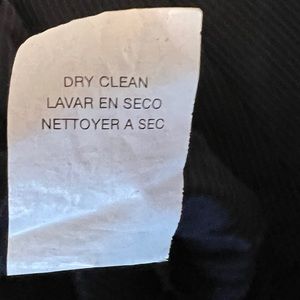 DRY CLEAN
LAVAR EN SECO
NETTOYER A SEC